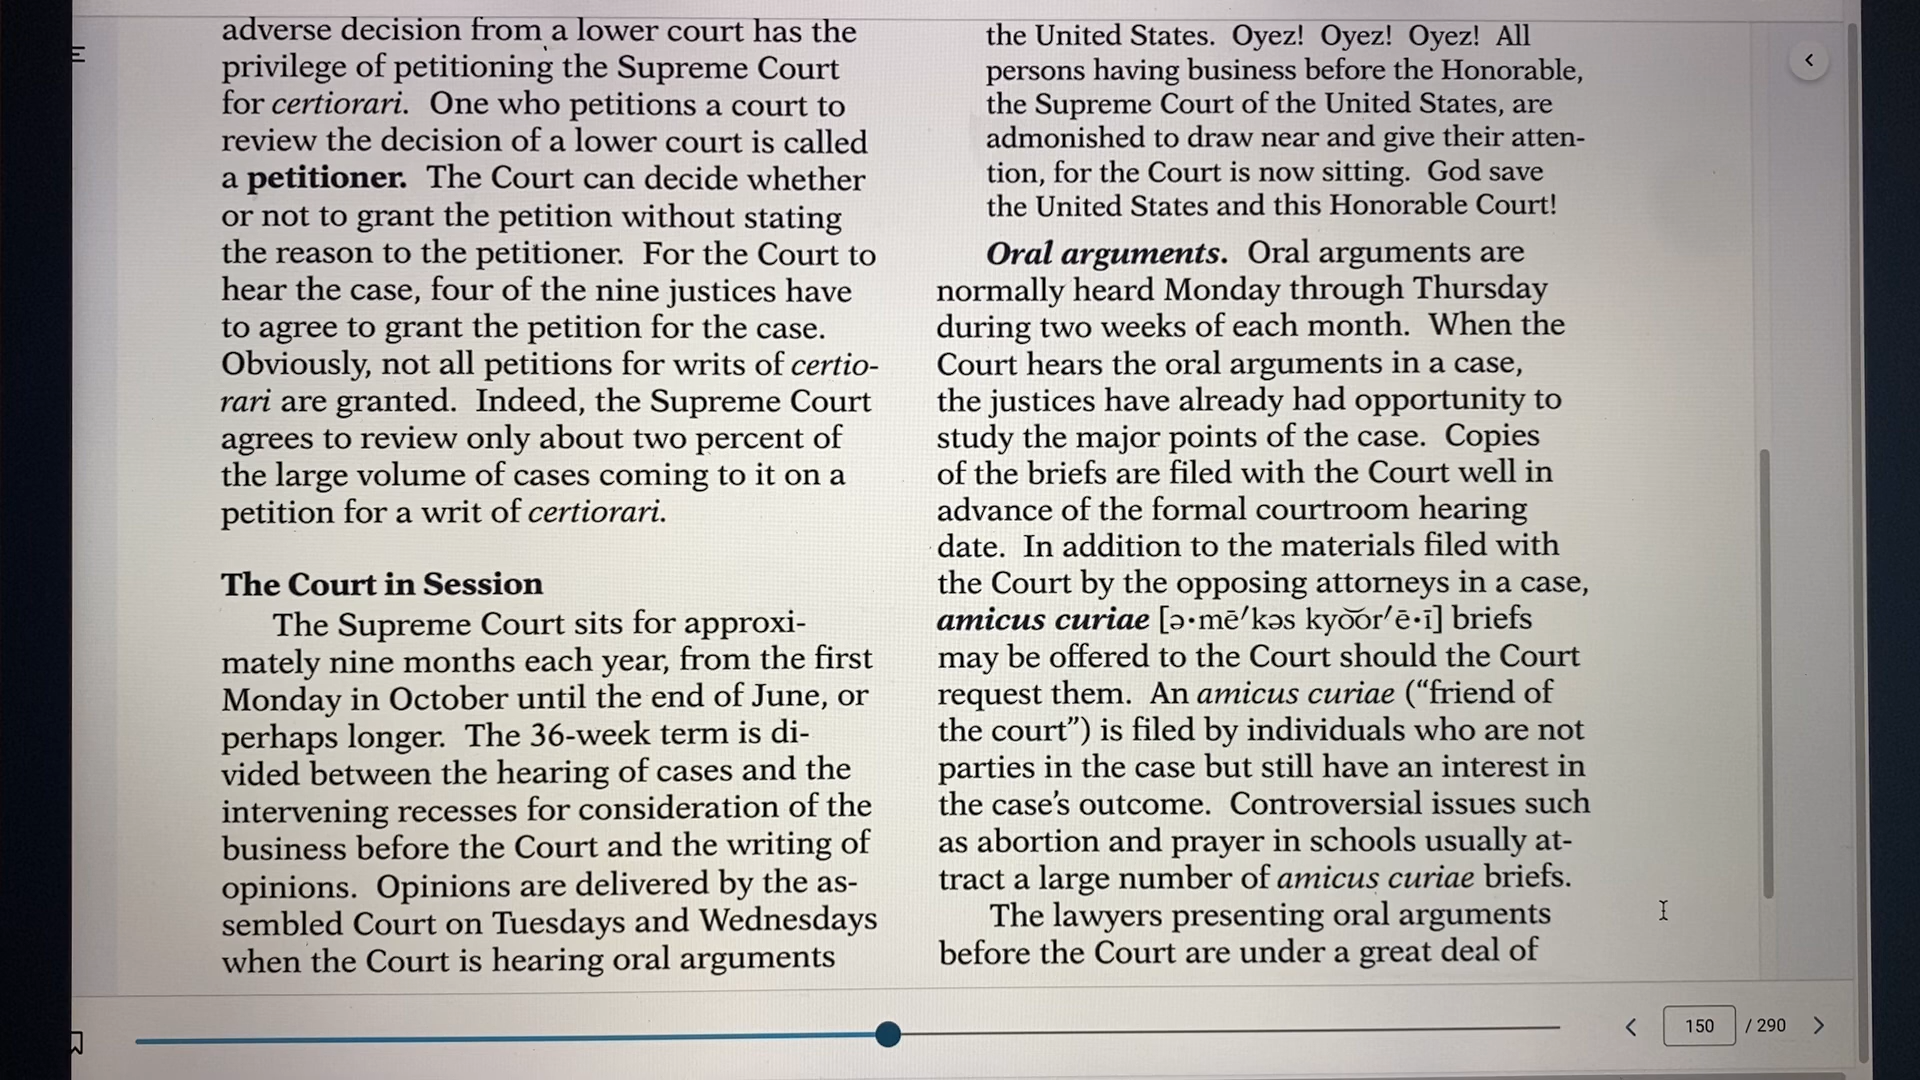 adverse decision from a lower court has the
privilege of petitioning the Supreme Court
for certiorari. One who petitions a court to
review the decision of a lower court is called
a petitioner. The Court can decide whether
or not to grant the petition without stating
the reason to the petitioner. For the Court to
hear the case, four of the nine justices have
to agree to grant the petition for the case.
Obviously, not all petitions for writs of certio-
rari are granted. Indeed, the Supreme Court
agrees to review only about two percent of
the large volume of cases coming to it on a
petition for a writ of certiorari.
The Court in Session
The Supreme Court sits for approxi-
mately nine months each year, from the first
Monday in October until the end of June, or
perhaps longer. The 36-week term is di-
vided between the hearing of cases and the
intervening recesses for consideration of the
business before the Court and the writing of
opinions. Opinions are delivered by the as-
sembled Court on Tuesdays and Wednesdays
when the Court is hearing oral arguments
the United States. Oyez! Oyez! Oyez! All
persons having business before the Honorable,
the Supreme Court of the United States, are
admonished to draw near and give their atten-
tion, for the Court is now sitting. God save
the United States and this Honorable Court!
Oral arguments. Oral arguments are
normally heard Monday through Thursday
during two weeks of each month. When the
Court hears the oral arguments in a case,
the justices have already had opportunity to
study the major points of the case. Copies
of the briefs are filed with the Court well in
advance of the formal courtroom hearing
date. In addition to the materials filed with
the Court by the opposing attorneys in a case,
amicus curiae [ə·mē′kəs kyo͝or′ē·ī] briefs
may be offered to the Court should the Court
request them. An amicus curiae (“friend of
the court”) is filed by individuals who are not
parties in the case but still have an interest in
the case’s outcome. Controversial issues such
as abortion and prayer in schools usually at-
tract a large number of amicus curiae briefs.
The lawyers presenting oral arguments
before the Court are under a great deal of
150 / 290